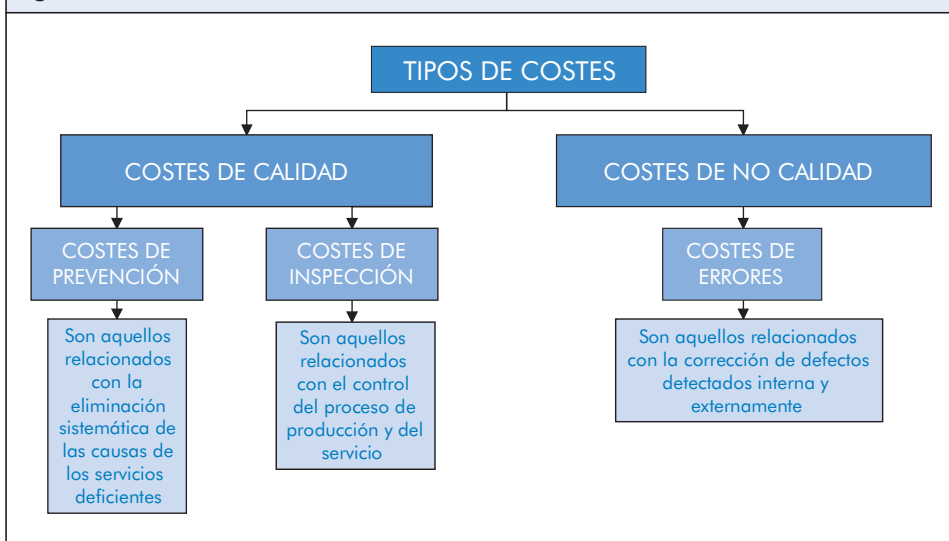 TIPOS DE COSTES
COSTES DE CALIDAD
COSTES DE NO CALIDAD
COSTES DE
PREVENCIÓN
COSTES DE
INSPECCIÓN
COSTES DE
ERRORES
Son aquellos
relacionados
con la
eliminación
sistemática de
las causas de
los servicios
deficientes
Son aquellos
relacionados
con el control
del proceso de
producción y del
servicio
Son aquellos relacionados
con la corrección de defectos
detectados interna y
externamente